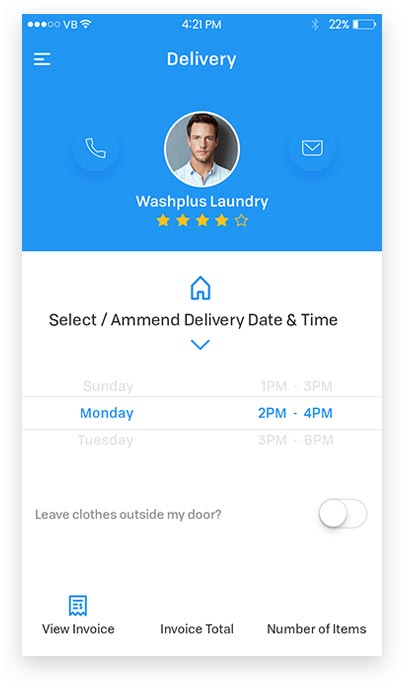 VB 4:21 PM 22%
Delivery
Washplus Laundry
Select / Ammend Delivery Date & Time
Sunday 1PM - 3PM
Monday 2PM - 4PM
Tuesday 3PM - 6PM
Leave clothes outside my door?
View Invoice Invoice Total Number of Items